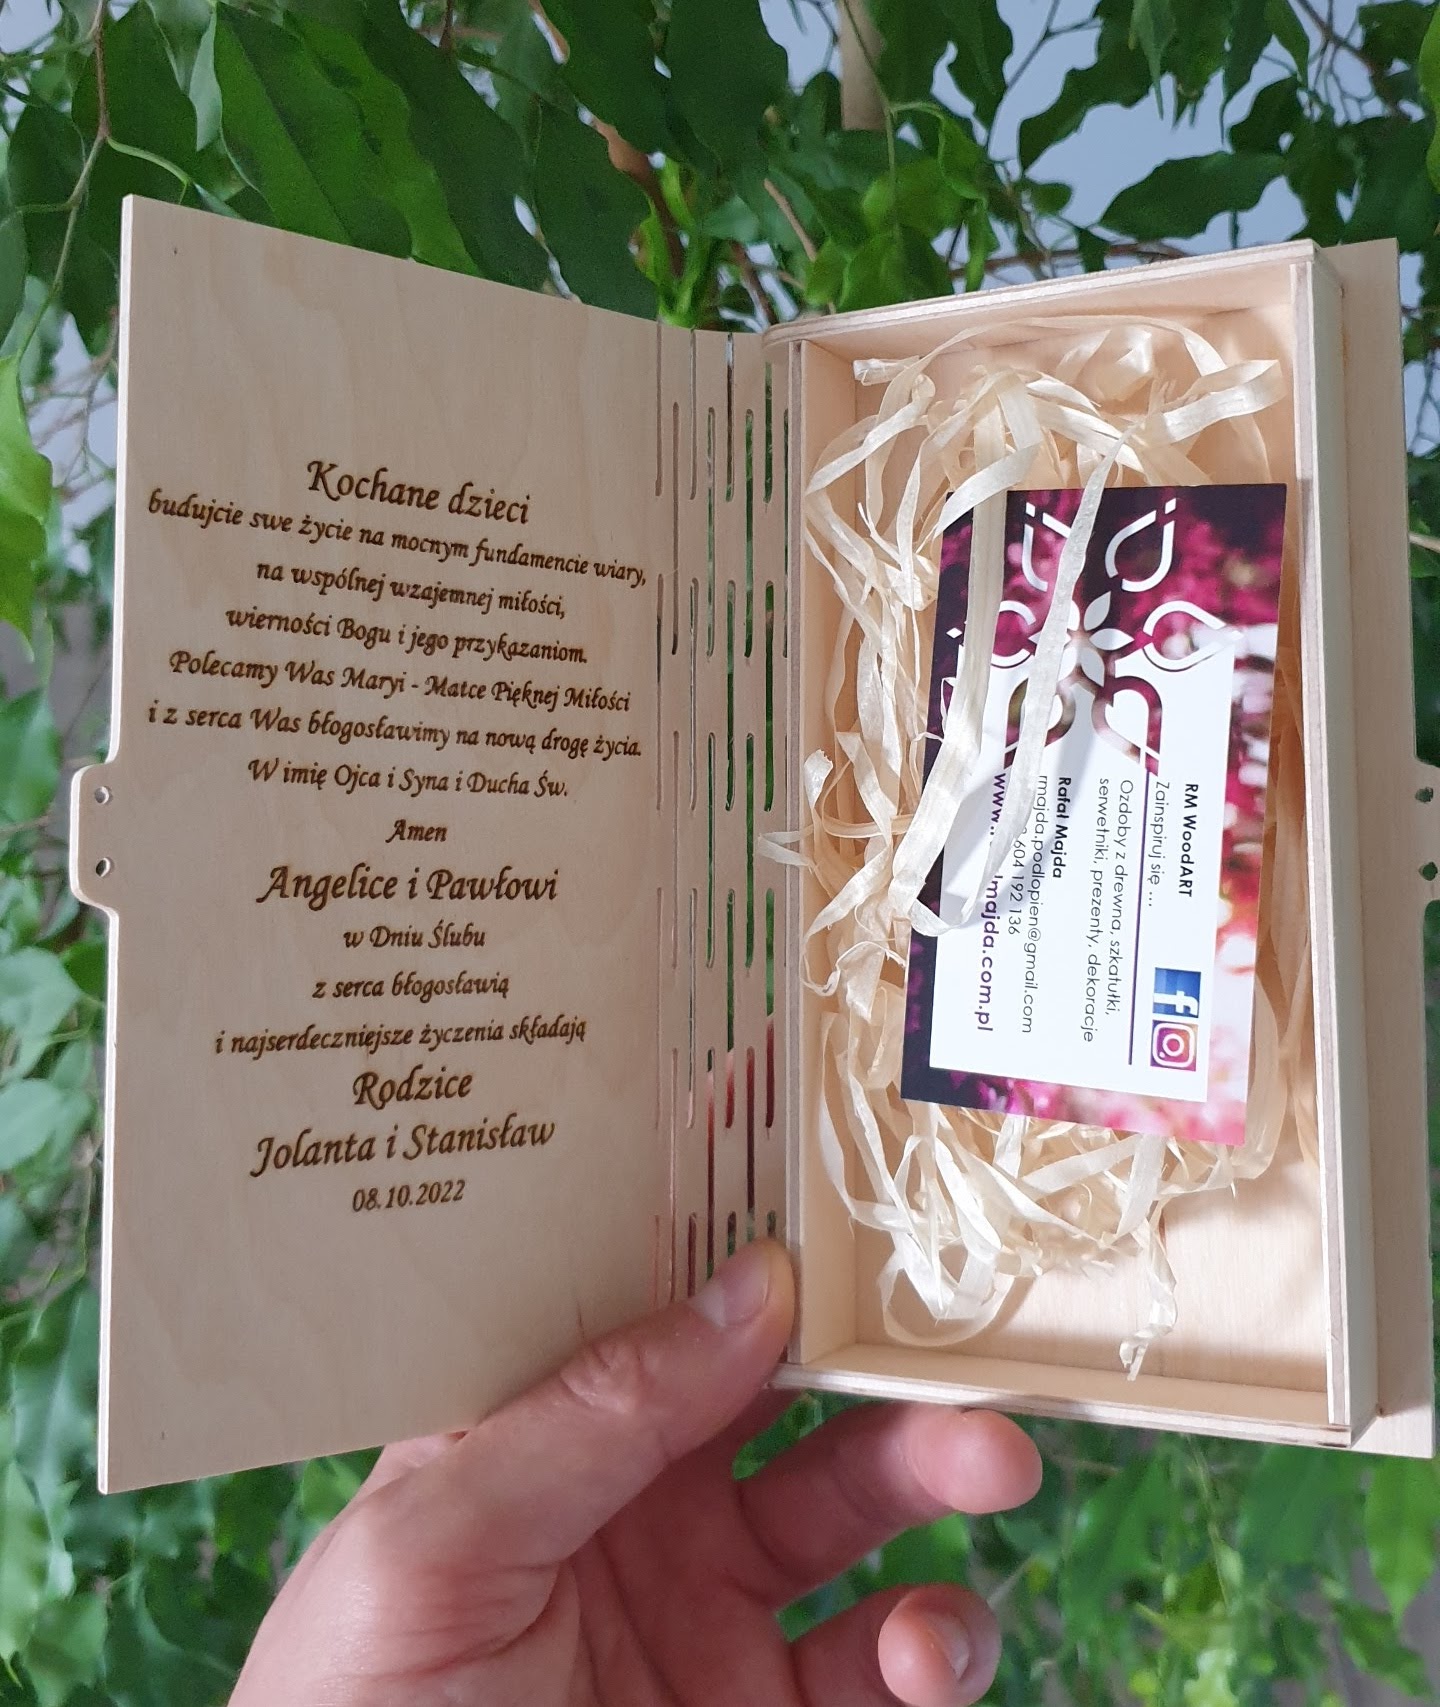 Kochane dzieci
budujcie swe życie na mocnym fundamencie wiary,
na wspólnej wzajemnej miłości,
wierności Bogu i jego przykazaniom.
Polecamy Was Maryi - Matce Pięknej Miłości
i z serca Was błogosławimy na nową drogę życia.
W imię Ojca i Syna i Ducha Św.
Amen
Angelice i Pawłowi
w Dniu Ślubu
z serca błogosławią
i najserdeczniejsze życzenia składają
Rodzice
Jolanta i Stanisław
08.10.2022
RM WoodART
Zainspiruj się ...
Ozdoby z drewna, szkatułki,
serwetniki, prezenty, dekoracje
Rafał Majda
rmajda.podlopien@gmail.com
604 192 136
majda.com.pl